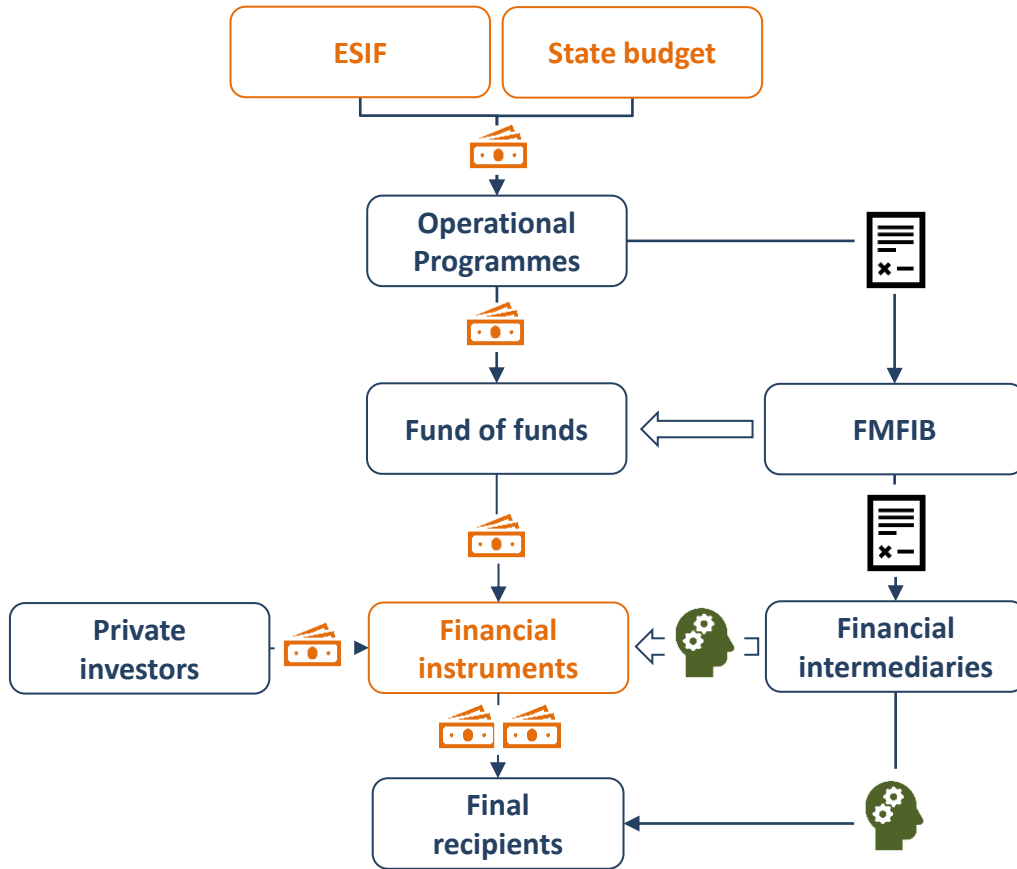 ESIF
State budget
Operational
Programmes
Fund of funds
FMFIB
Private
investors
Financial
instruments
Financial
intermediaries
Final
recipients